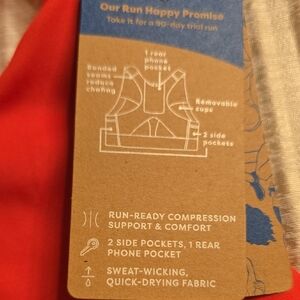 Our Run Happy Promise
Take it for a 90-day trial run
1 rear
phone
pocket
Bonded
seams
reduce
chafing
Removable
cups
2 side
pockets
RUN-READY COMPRESSION
SUPPORT & COMFORT
2 SIDE POCKETS, 1 REAR
PHONE POCKET
SWEAT-WICKING,
QUICK-DRYING FABRIC